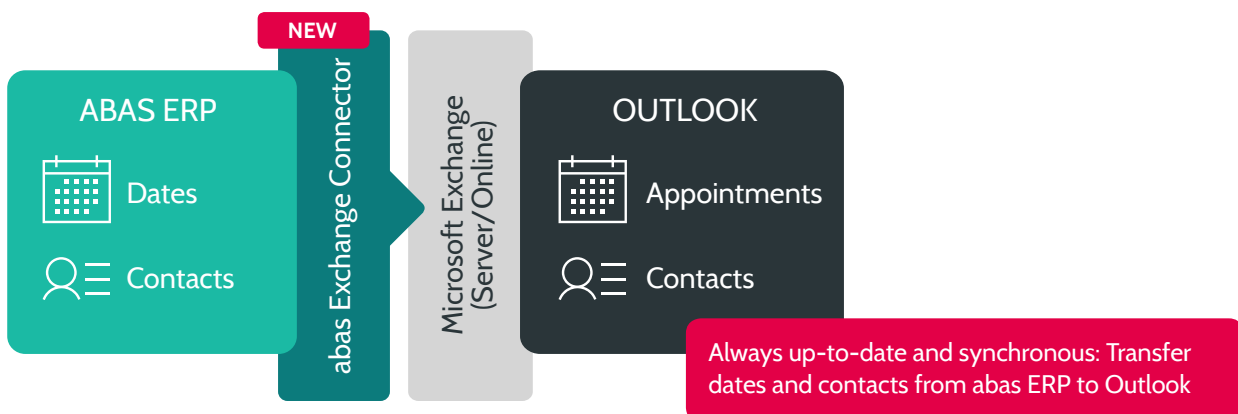 NEW
ABAS ERP
Dates
Contacts
abas Exchange Connector
Microsoft Exchange
(Server/Online)
OUTLOOK
Appointments
Contacts
Always up-to-date and synchronous: Transfer
dates and contacts from abas ERP to Outlook